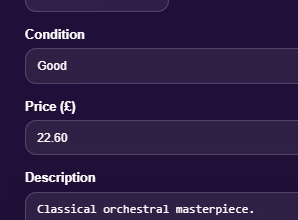 Condition
Good
Price (£)
22.60
Description
Classical orchestral masterpiece.